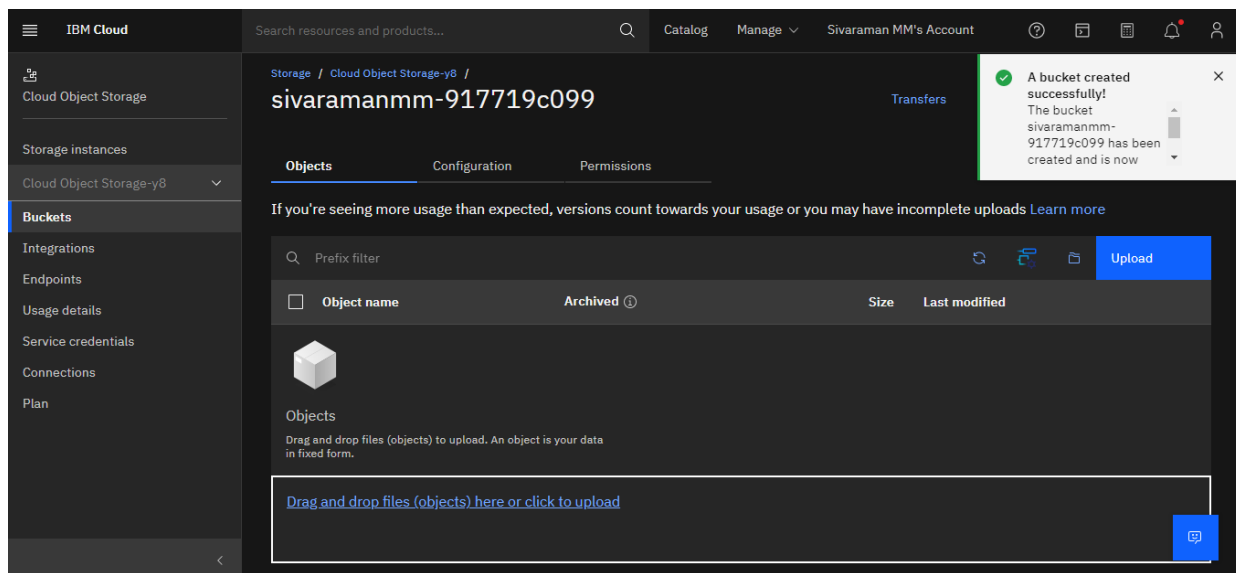 IBM Cloud
Search resources and products...
Catalog
Manage
Sivaraman MM's Account
Cloud Object Storage
Storage instances
Cloud Object Storage-y8
Buckets
Integrations
Endpoints
Usage details
Service credentials
Connections
Plan
Storage / Cloud Object Storage-y8 /
sivaramanmm-917719c099
Transfers
A bucket created
successfully!
The bucket
sivaramanmm-
917719c099 has been
created and is now
Objects
Configuration
Permissions
If you're seeing more usage than expected, versions count towards your usage or you may have incomplete uploads Learn more
Prefix filter
Upload
Object name
Archived
Size
Last modified
Objects
Drag and drop files (objects) to upload. An object is your data
in fixed form.
Drag and drop files (objects) here or click to upload